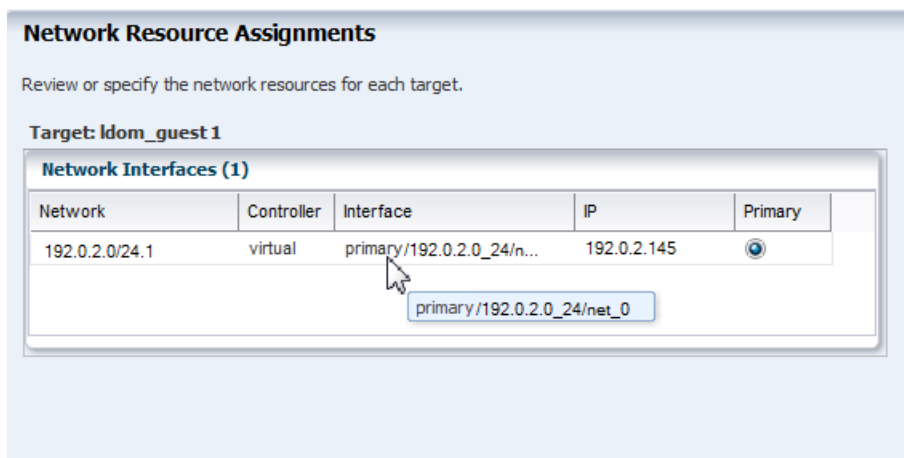 Network Resource Assignments
Review or specify the network resources for each target.
Target: ldom_guest 1
Network Interfaces (1)
Network Controller Interface IP Primary
192.0.2.0/24.1 virtual primary/192.0.2.0_24/n... 192.0.2.145
primary/192.0.2.0_24/net_0